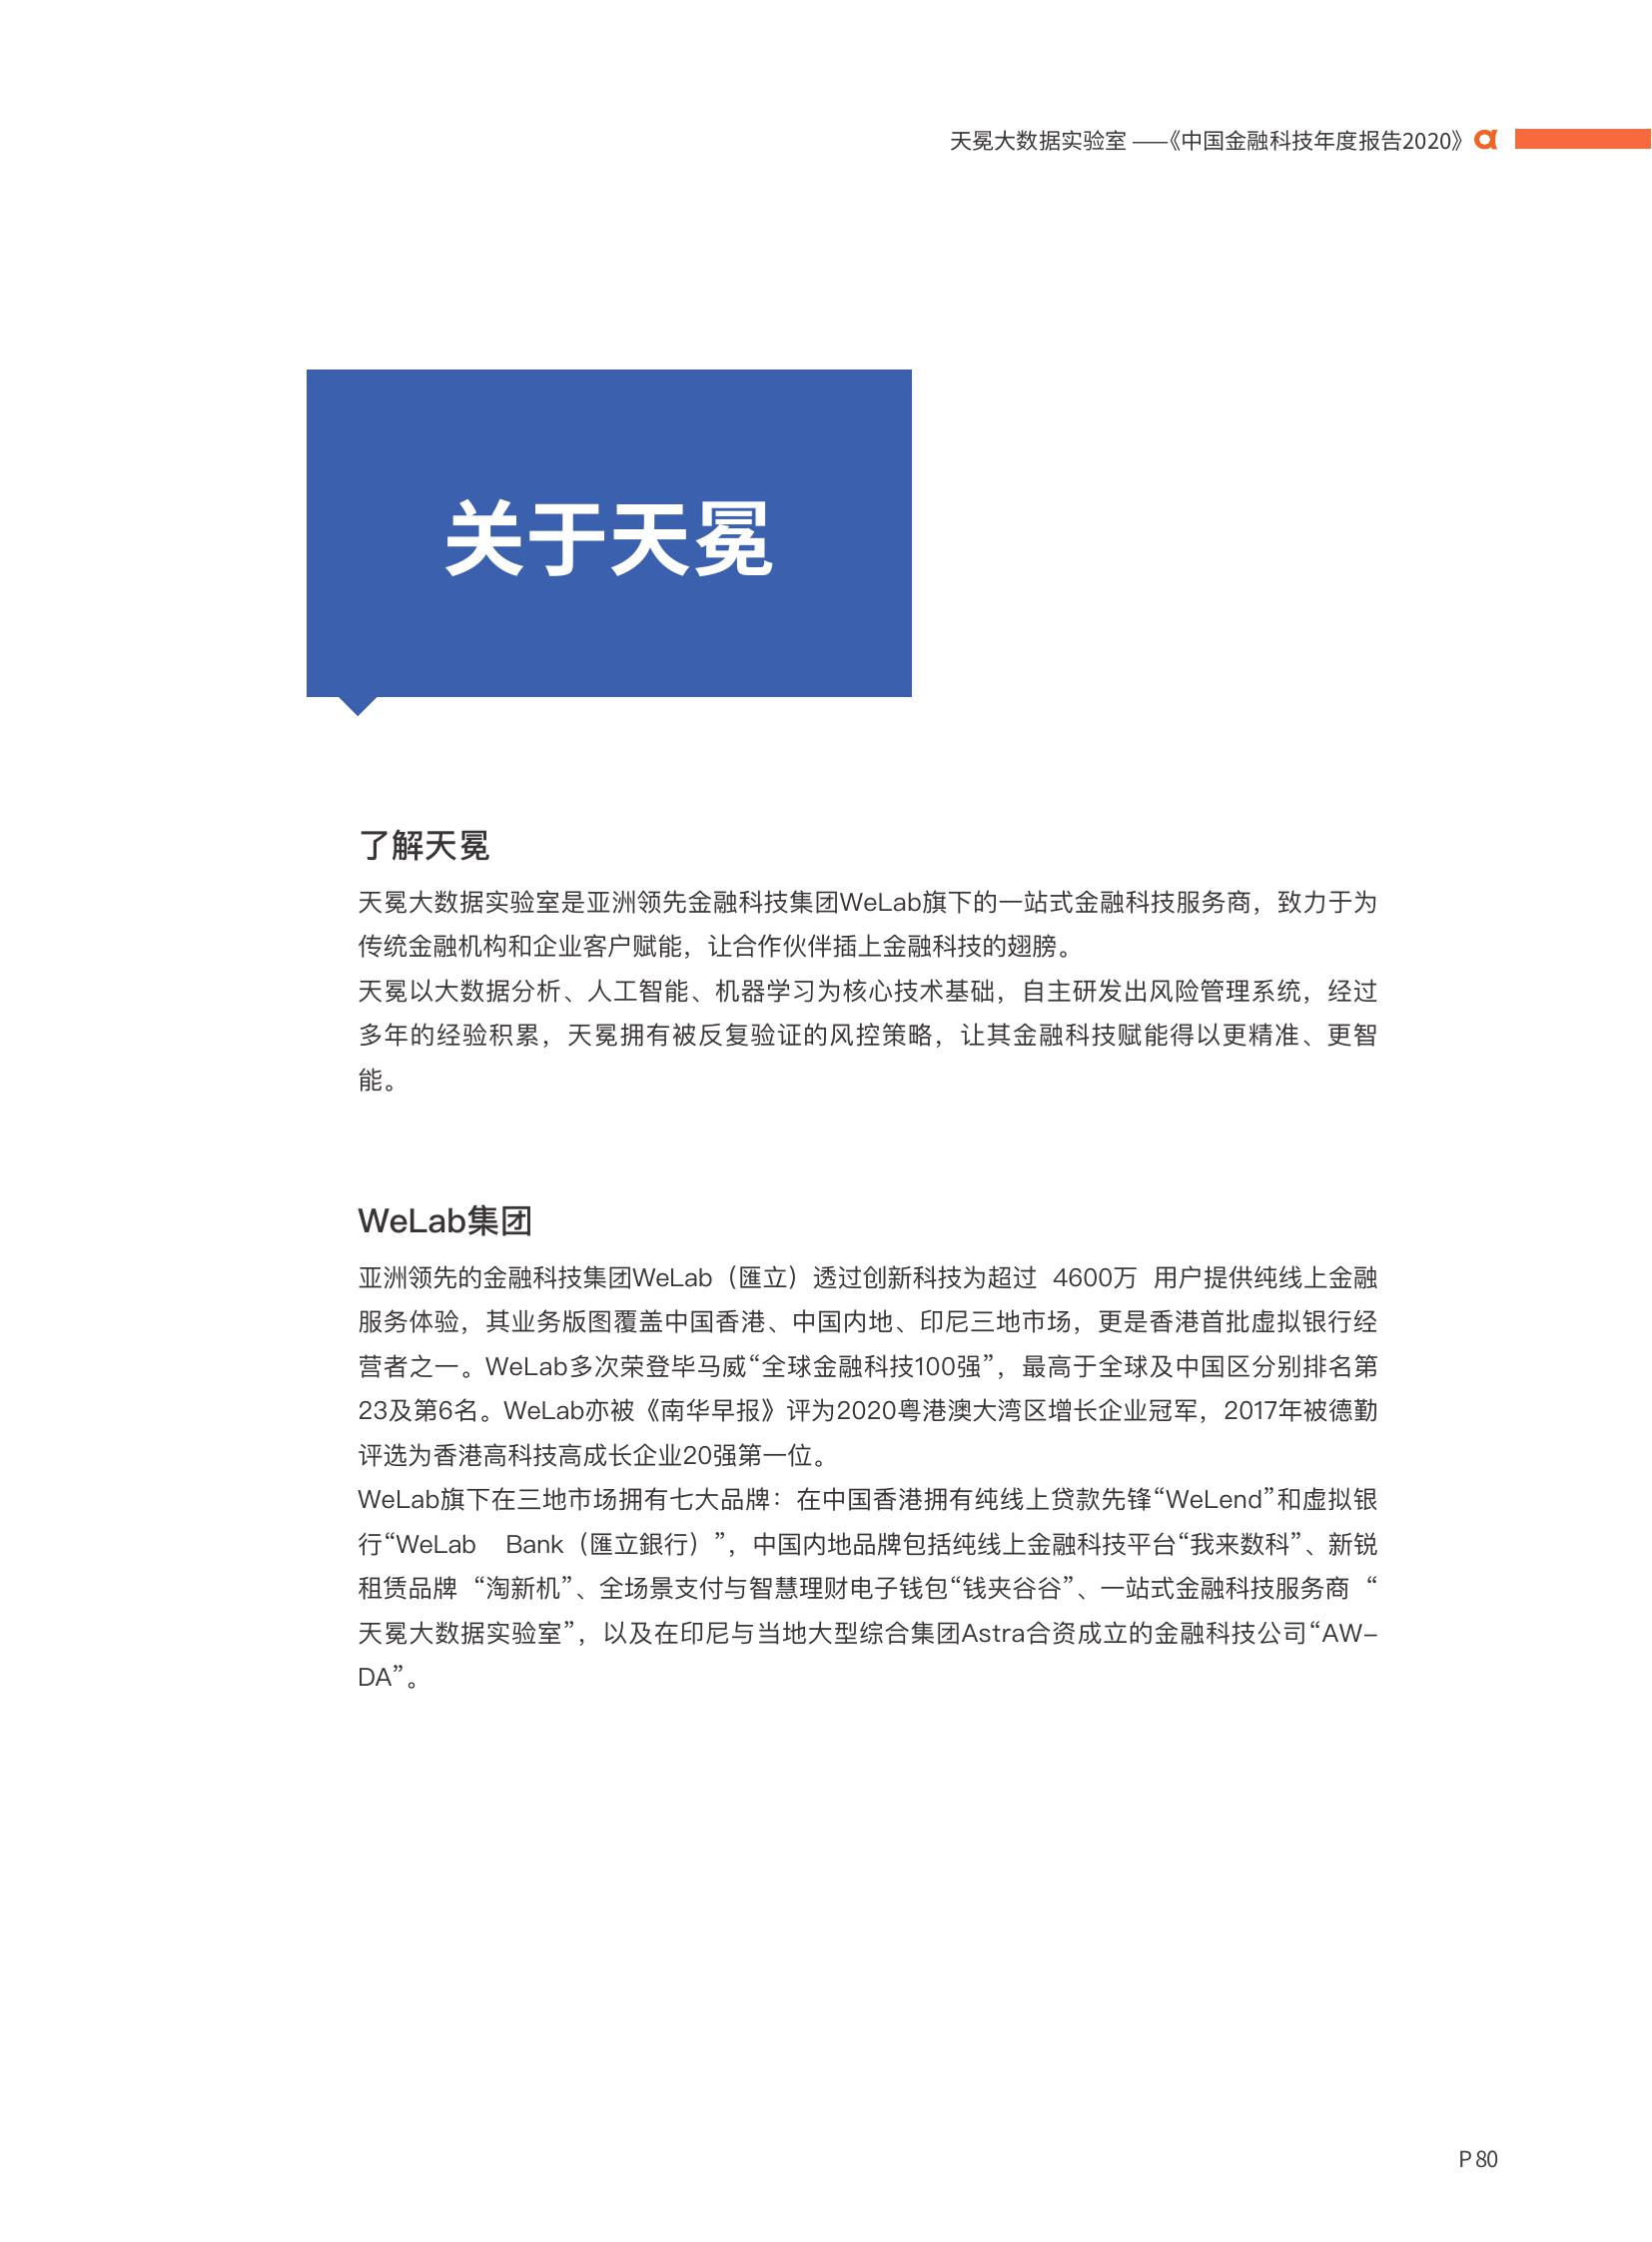 天冕大数据实验室 ——《中国金融科技年度报告2020》
关于天冕
了解天冕
天冕大数据实验室是亚洲领先金融科技集团WeLab旗下的一站式金融科技服务商，致力于为
传统金融机构和企业客户赋能，让合作伙伴插上金融科技的翅膀。
天冕以大数据分析、人工智能、机器学习为核心技术基础，自主研发出风险管理系统，经过
多年的经验积累，天冕拥有被反复验证的风控策略，让其金融科技赋能得以更精准、更智
能。
WeLab集团
亚洲领先的金融科技集团WeLab（匯立）透过创新科技为超过 4600万 用户提供纯线上金融
服务体验，其业务版图覆盖中国香港、中国内地、印尼三地市场，更是香港首批虚拟银行经
营者之一。WeLab多次荣登毕马威“全球金融科技100强”，最高于全球及中国区分别排名第
23及第6名。WeLab亦被《南华早报》评为2020粤港澳大湾区增长企业冠军，2017年被德勤
评选为香港高科技高成长企业20强第一位。
WeLab旗下在三地市场拥有七大品牌：在中国香港拥有纯线上贷款先锋“WeLend”和虚拟银
行“WeLab Bank（匯立銀行）”，中国内地品牌包括纯线上金融科技平台“我来数科”、新锐
租赁品牌 “淘新机”、全场景支付与智慧理财电子钱包“钱夹谷谷”、一站式金融科技服务商 “
天冕大数据实验室”，以及在印尼与当地大型综合集团Astra合资成立的金融科技公司“AW-
DA”。
P 80